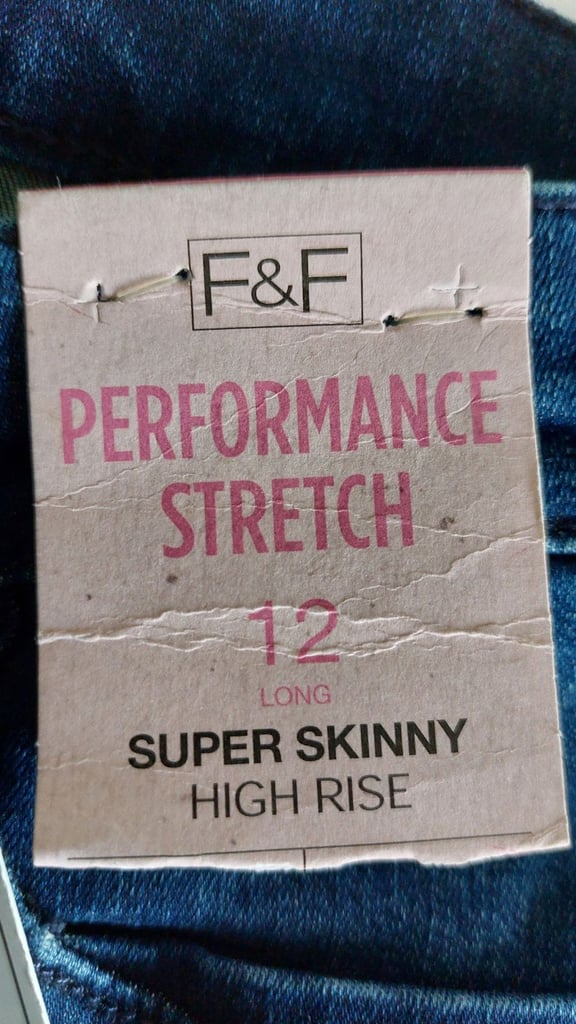 F&F
PERFORMANCE
STRETCH
12
LONG
SUPER SKINNY
HIGH RISE